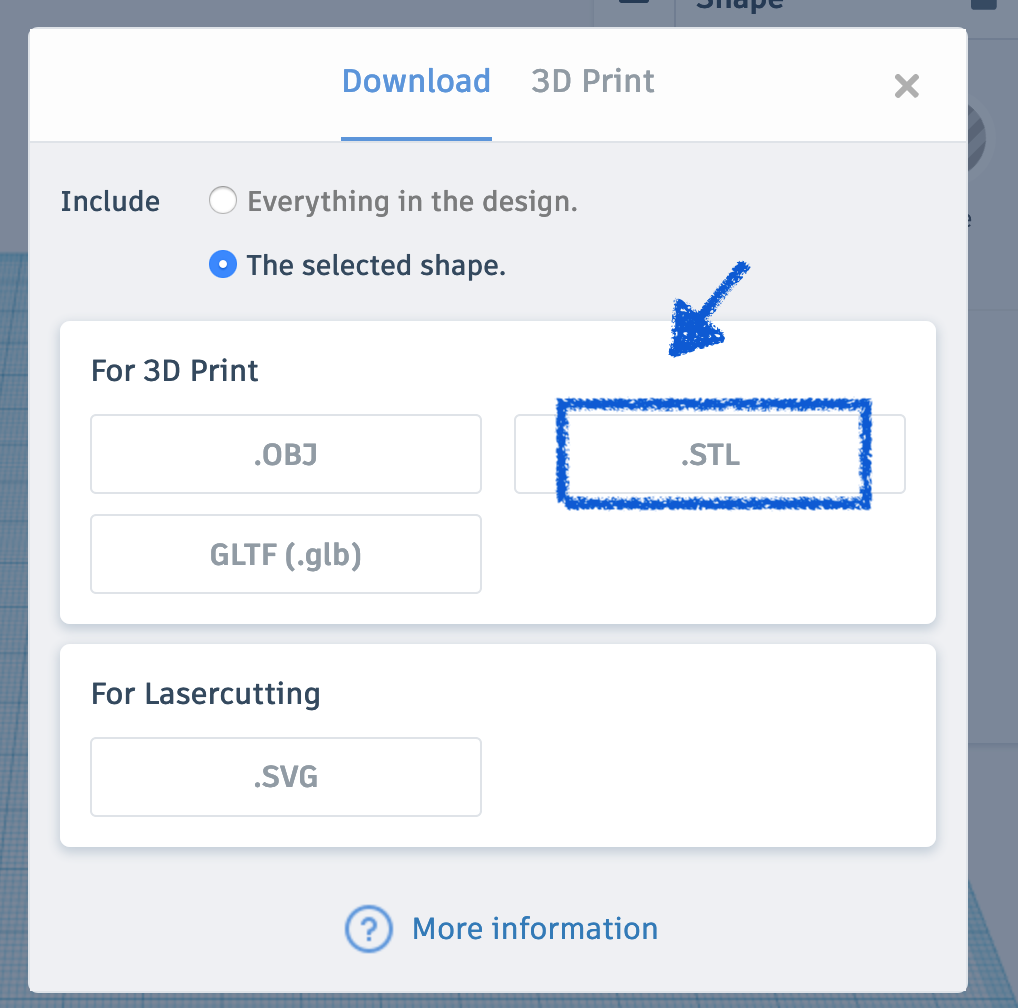 Shape
Download 3D Print
Include Everything in the design.
The selected shape.
For 3D Print
.OBJ .STL
GLTF (.glb)
For Lasercutting
.SVG
? More information